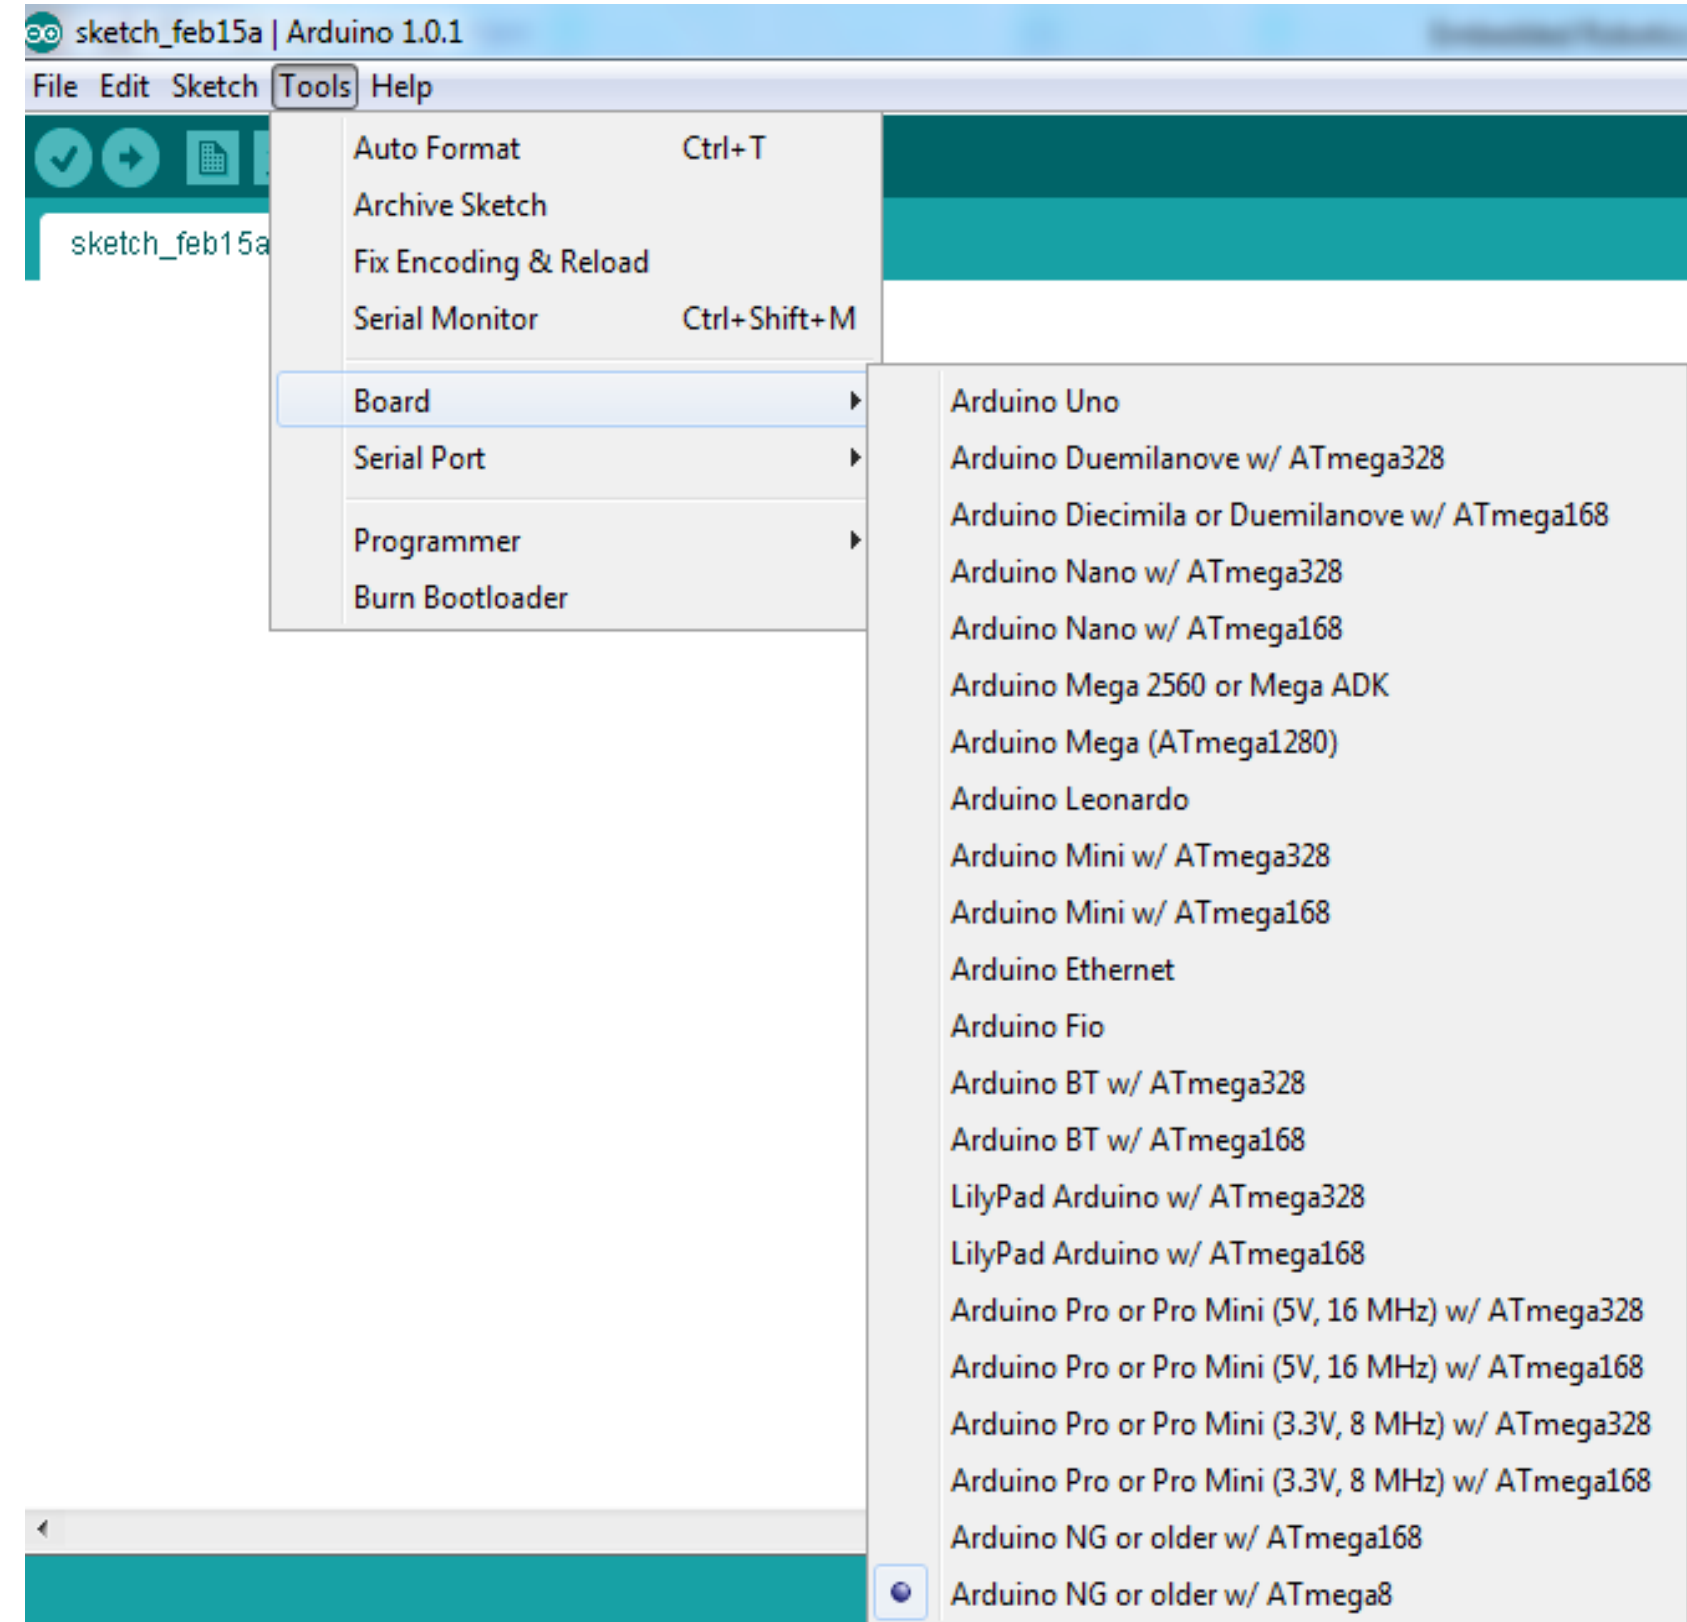 sketch_feb15a | Arduino 1.0.1
File Edit Sketch Tools Help
sketch_feb15a
Auto Format Ctrl+T
Archive Sketch
Fix Encoding & Reload
Serial Monitor Ctrl+Shift+M
Board
Serial Port
Programmer
Burn Bootloader
Arduino Uno
Arduino Duemilanove w/ ATmega328
Arduino Diecimila or Duemilanove w/ ATmega168
Arduino Nano w/ ATmega328
Arduino Nano w/ ATmega168
Arduino Mega 2560 or Mega ADK
Arduino Mega (ATmega1280)
Arduino Leonardo
Arduino Mini w/ ATmega328
Arduino Mini w/ ATmega168
Arduino Ethernet
Arduino Fio
Arduino BT w/ ATmega328
Arduino BT w/ ATmega168
LilyPad Arduino w/ ATmega328
LilyPad Arduino w/ ATmega168
Arduino Pro or Pro Mini (5V, 16 MHz) w/ ATmega328
Arduino Pro or Pro Mini (5V, 16 MHz) w/ ATmega168
Arduino Pro or Pro Mini (3.3V, 8 MHz) w/ ATmega328
Arduino Pro or Pro Mini (3.3V, 8 MHz) w/ ATmega168
Arduino NG or older w/ ATmega168
Arduino NG or older w/ ATmega8